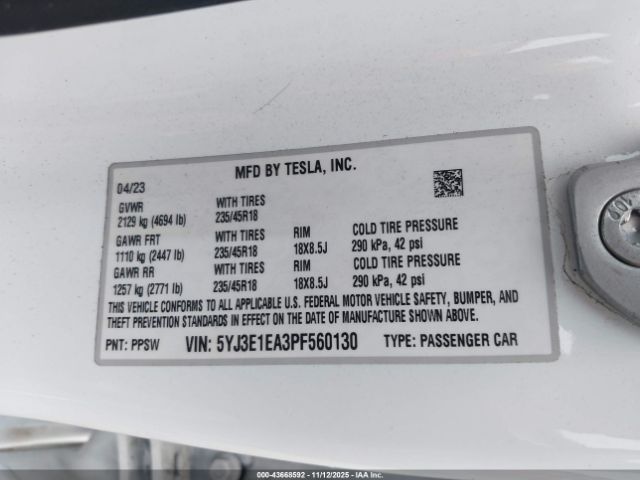 MFD BY TESLA, INC.
04/23
GVWR WITH TIRES
2129 kg (4694 lb) 235/45R18
GAWR FRT WITH TIRES RIM COLD TIRE PRESSURE
1110 kg (2447 lb) 235/45R18 18X8.5J 290 kPa, 42 psi
GAWR RR WITH TIRES RIM COLD TIRE PRESSURE
1257 kg (2771 lb) 235/45R18 18X8.5J 290 kPa, 42 psi
THIS VEHICLE CONFORMS TO ALL APPLICABLE U.S. FEDERAL MOTOR VEHICLE SAFETY, BUMPER, AND
THEFT PREVENTION STANDARDS IN EFFECT ON THE DATE OF MANUFACTURE SHOWN ABOVE.
PNT: PPSW VIN: 5YJ3E1EA3PF560130 TYPE: PASSENGER CAR
000-43668592 - 11/12/2025 - IAA Holdings, LLC. - Copyright © 2025